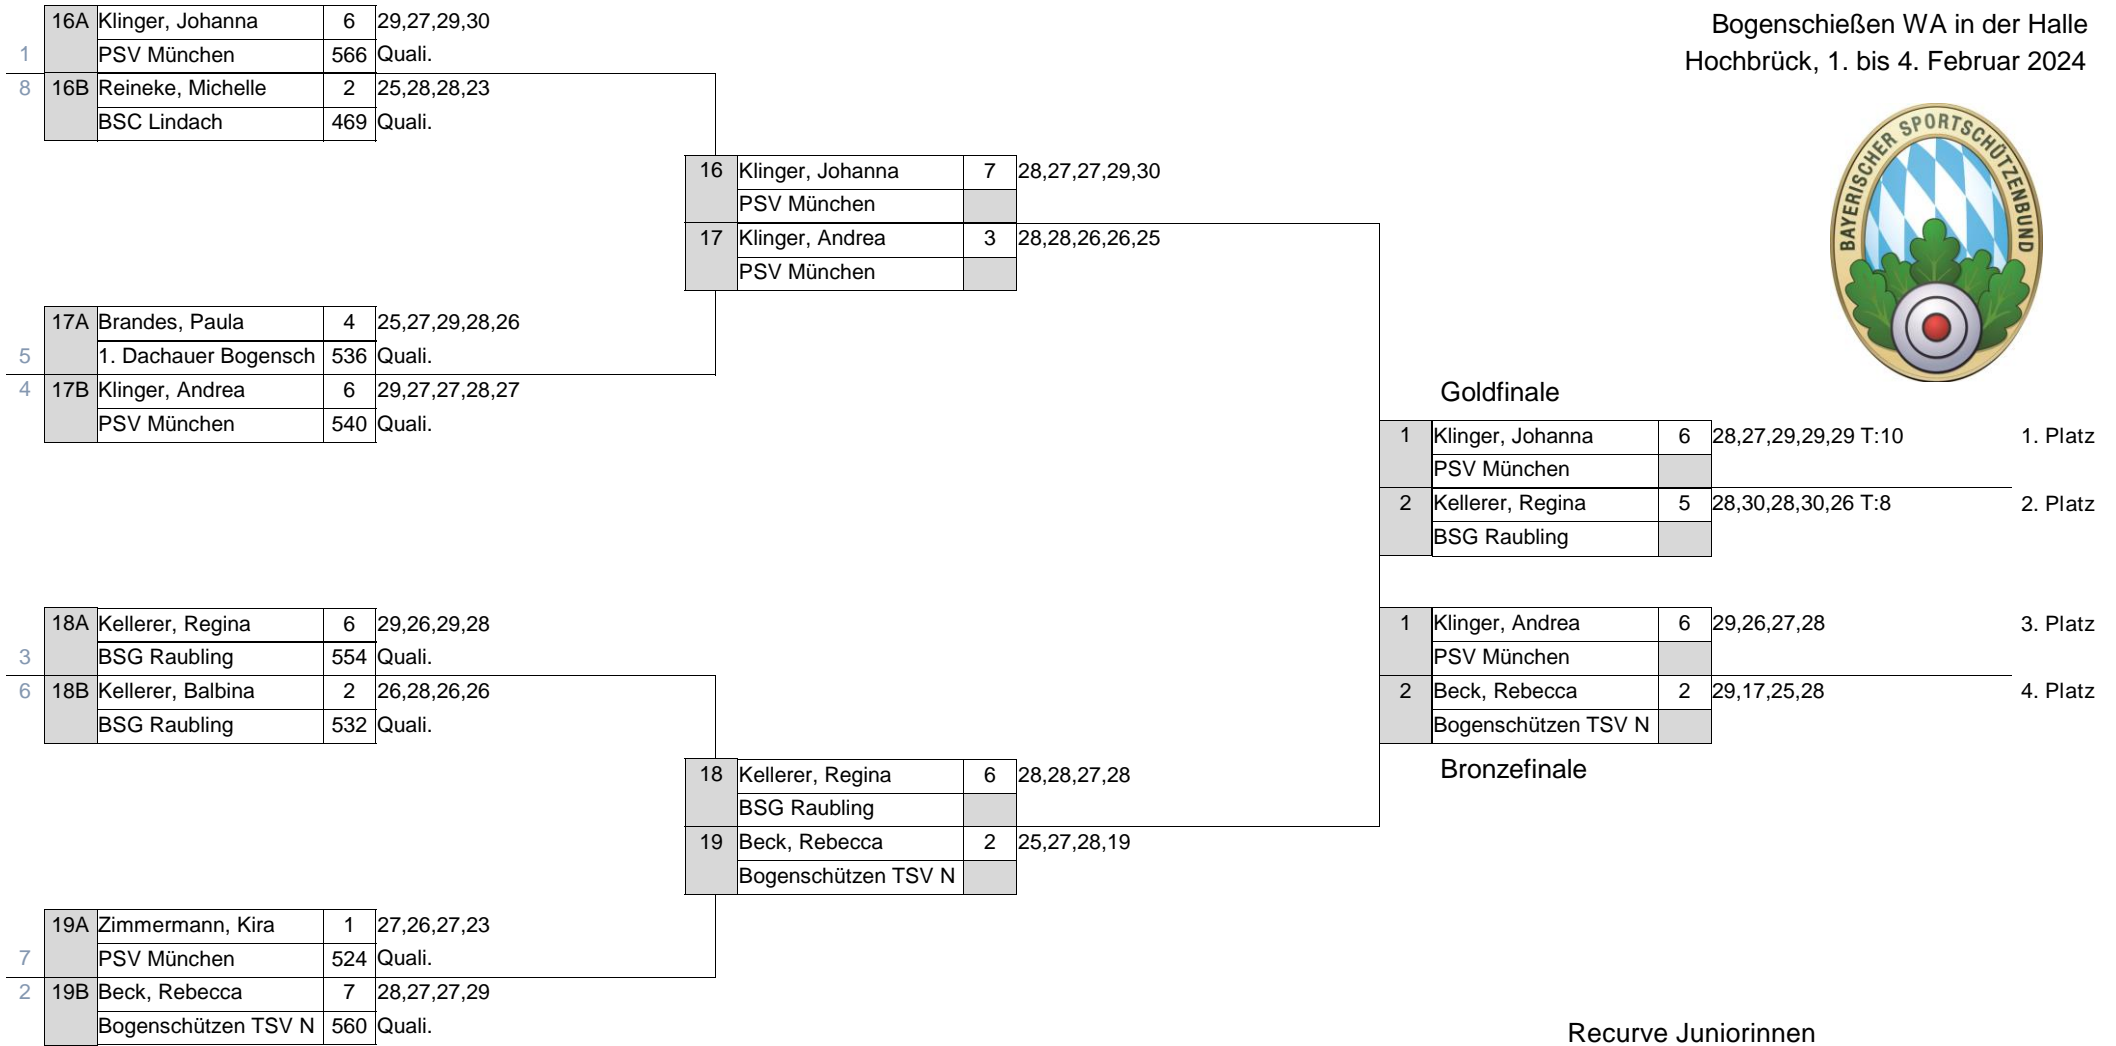 Bogenschießen WA in der Halle
Hochbrück, 1. bis 4. Februar 2024
BAYERISCHER SPORTSCHÜTZENBUND
16A Klinger, Johanna 6 29,27,29,30
1 PSV München 566 Quali.
8 16B Reineke, Michelle 2 25,28,28,23
BSC Lindach 469 Quali.
17A Brandes, Paula 4 25,27,29,28,26
5 1. Dachauer Bogensch 536 Quali.
4 17B Klinger, Andrea 6 29,27,27,28,27
PSV München 540 Quali.
18A Kellerer, Regina 6 29,26,29,28
3 BSG Raubling 554 Quali.
6 18B Kellerer, Balbina 2 26,28,26,26
BSG Raubling 532 Quali.
19A Zimmermann, Kira 1 27,26,27,23
7 PSV München 524 Quali.
2 19B Beck, Rebecca 7 28,27,27,29
Bogenschützen TSV N 560 Quali.
16 Klinger, Johanna 7 28,27,27,29,30
PSV München
17 Klinger, Andrea 3 28,28,26,26,25
PSV München
18 Kellerer, Regina 6 28,28,27,28
BSG Raubling
19 Beck, Rebecca 2 25,27,28,19
Bogenschützen TSV N
Goldfinale
1 Klinger, Johanna 6 28,27,29,29,29 T:10 1. Platz
PSV München
2 Kellerer, Regina 5 28,30,28,30,26 T:8 2. Platz
BSG Raubling
1 Klinger, Andrea 6 29,26,27,28 3. Platz
PSV München
2 Beck, Rebecca 2 29,17,25,28 4. Platz
Bogenschützen TSV N
Bronzefinale
Recurve Juniorinnen